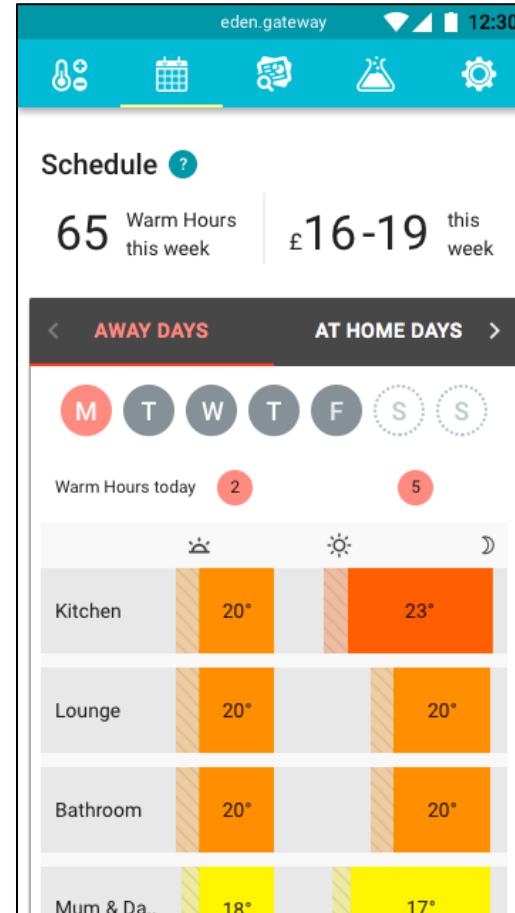 eden.gateway 12:30
Schedule ?
65 Warm Hours this week
£16-19 this week
< AWAY DAYS AT HOME DAYS >
M T W T F S S
Warm Hours today 2 5
Kitchen 20° 23°
Lounge 20° 20°
Bathroom 20° 20°
Mum & Da.. 18° 17°